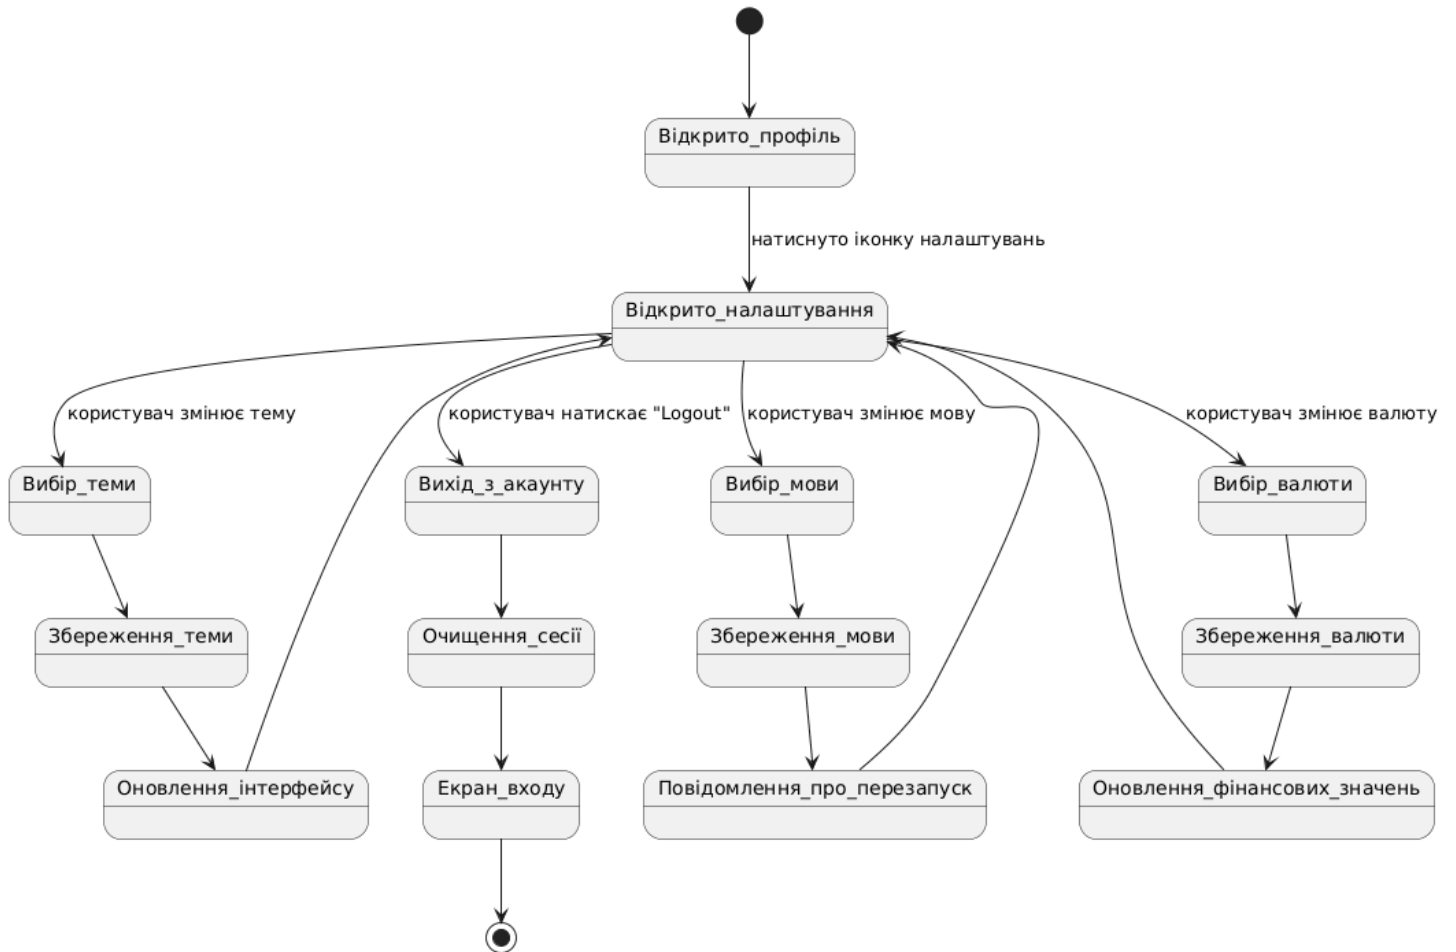 Відкрито_профіль
натиснуто іконку налаштувань
Відкрито_налаштування
користувач змінює тему
користувач натискає "Logout"
користувач змінює мову
користувач змінює валюту
Вибір_теми
Вихід_з_акаунту
Вибір_мови
Вибір_валюти
Збереження_теми
Очищення_сесії
Збереження_мови
Збереження_валюти
Оновлення_інтерфейсу
Екран_входу
Повідомлення_про_перезапуск
Оновлення_фінансових_значень